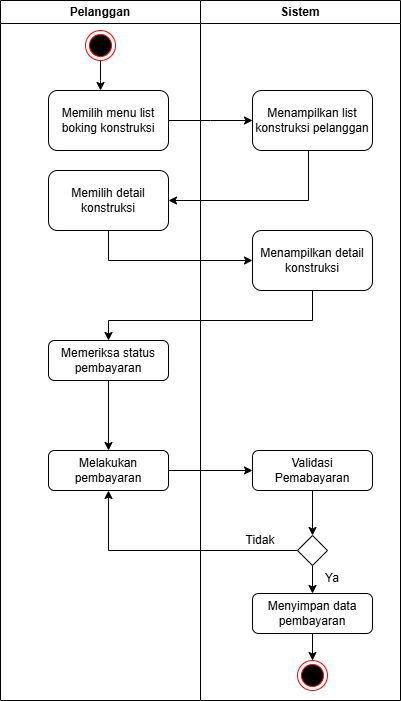 Pelanggan
Sistem
Memilih menu list
boking konstruksi
Menampilkan list
konstruksi pelanggan
Memilih detail
konstruksi
Menampilkan detail
konstruksi
Memeriksa status
pembayaran
Melakukan
pembayaran
Validasi
Pemabayaran
Tidak
Ya
Menyimpan data
pembayaran